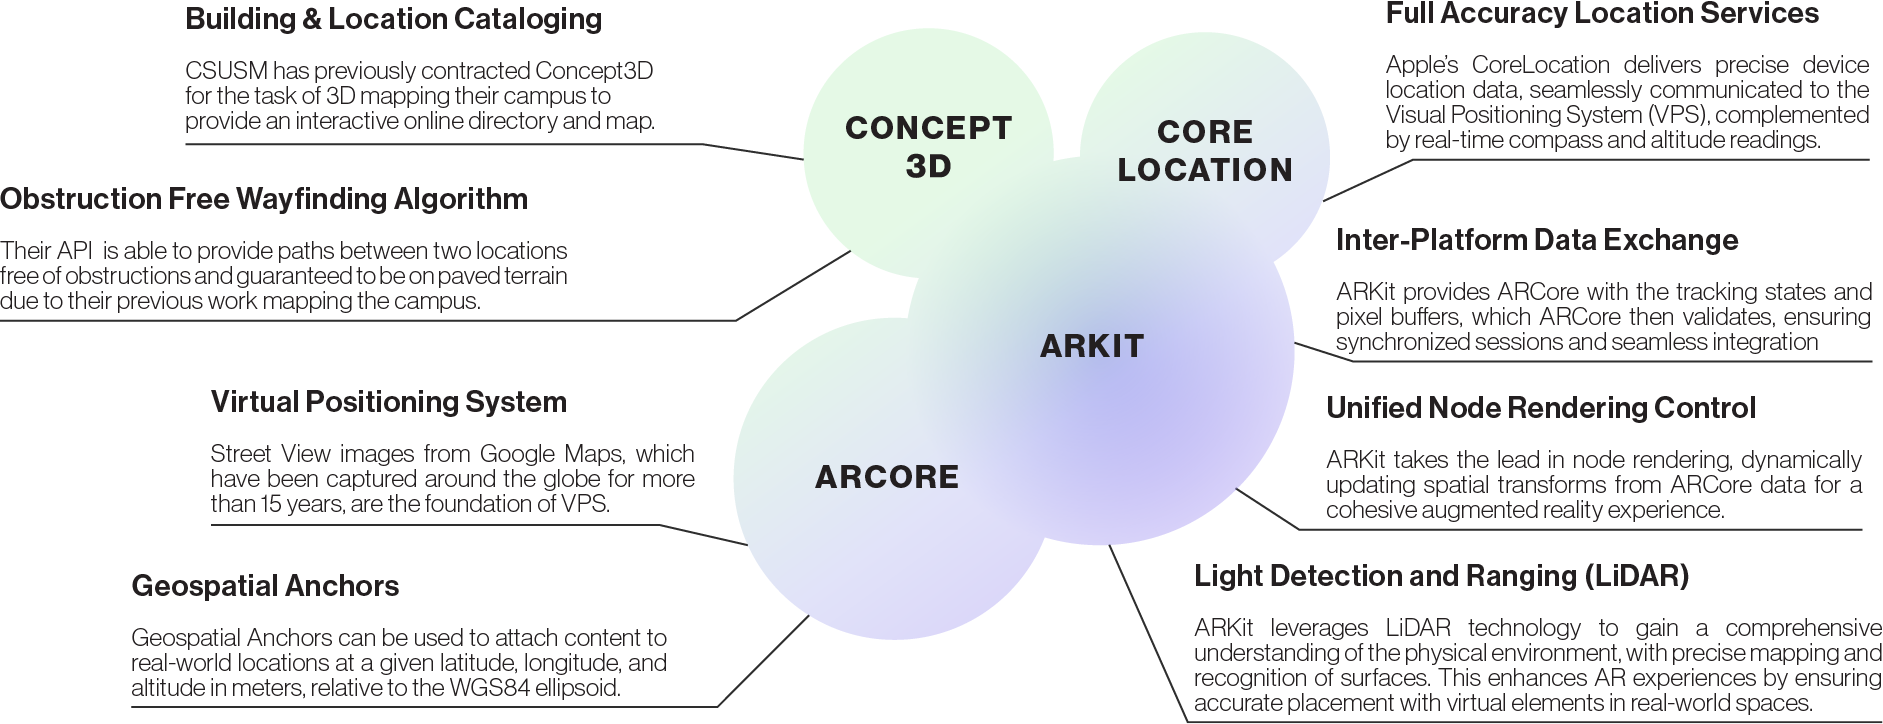 Building & Location Cataloging
CSUSM has previously contracted Concept3D
for the task of 3D mapping their campus to
provide an interactive online directory and map.
Obstruction Free Wayfinding Algorithm
Their API is able to provide paths between two locations
free of obstructions and guaranteed to be on paved terrain
due to their previous work mapping the campus.
Virtual Positioning System
Street View images from Google Maps, which
have been captured around the globe for more
than 15 years, are the foundation of VPS.
Geospatial Anchors
Geospatial Anchors can be used to attach content to
real-world locations at a given latitude, longitude, and
altitude in meters, relative to the WGS84 ellipsoid.
CONCEPT
3D
CORE
LOCATION
ARKIT
ARCORE
Full Accuracy Location Services
Apple's CoreLocation delivers precise device
location data, seamlessly communicated to the
Visual Positioning System (VPS), complemented
by real-time compass and altitude readings.
Inter-Platform Data Exchange
ARKit provides ARCore with the tracking states and
pixel buffers, which ARCore then validates, ensuring
synchronized sessions and seamless integration
Unified Node Rendering Control
ARKit takes the lead in node rendering, dynamically
updating spatial transforms from ARCore data for a
cohesive augmented reality experience.
Light Detection and Ranging (LiDAR)
ARKit leverages LiDAR technology to gain a comprehensive
understanding of the physical environment, with precise mapping and
recognition of surfaces. This enhances AR experiences by ensuring
accurate placement with virtual elements in real-world spaces.